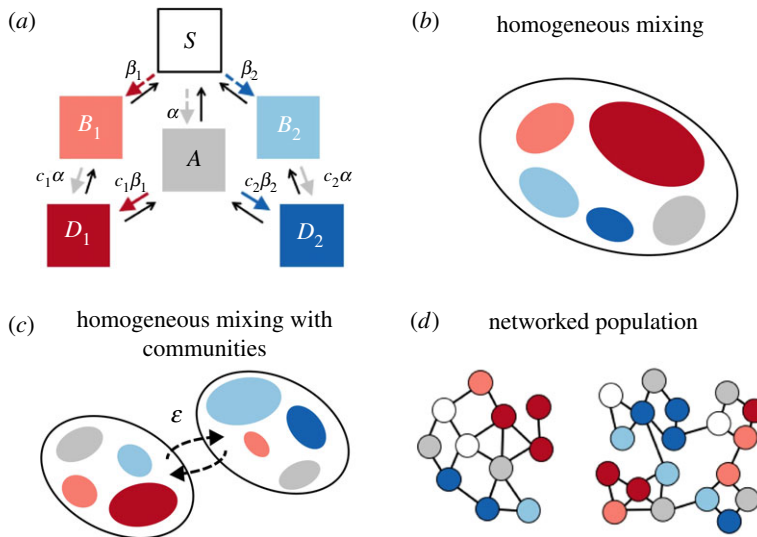 (a)
S
β1
β2
α
B1
B2
A
c1α
c1β1
c2β2
c2α
D1
D2
(b)
homogeneous mixing
(c)
homogeneous mixing with
communities
ε
(d)
networked population